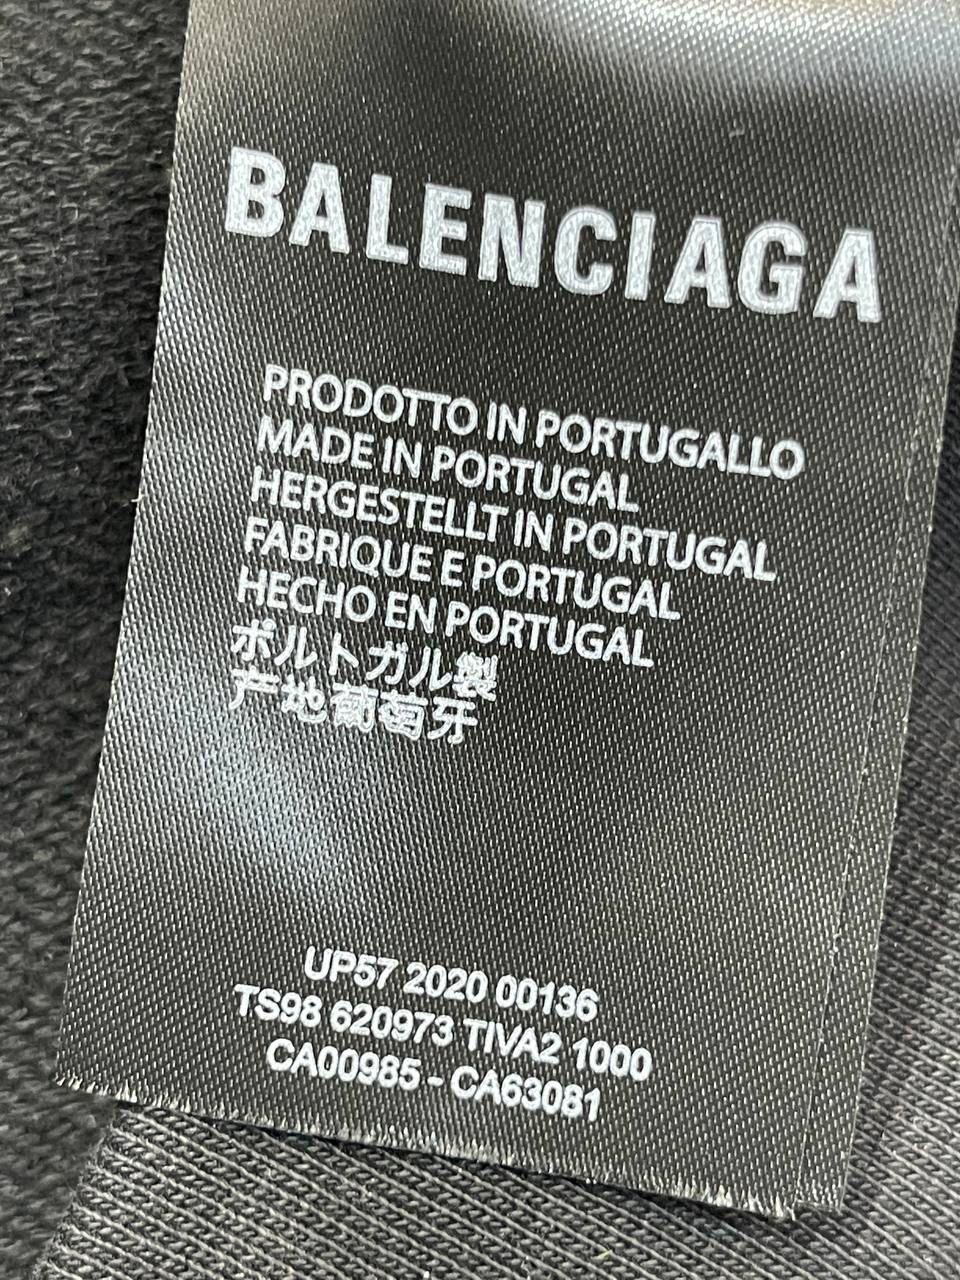 BALENCIAGA
PRODOTTO IN PORTUGALLO
MADE IN PORTUGAL
HERGESTELLT IN PORTUGAL
FABRIQUE E PORTUGAL
HECHO EN PORTUGAL
ポルトガル製
产地葡萄牙
UP57 2020 00136
TS98 620973 TIVA2 1000
CA00985 - CA63081